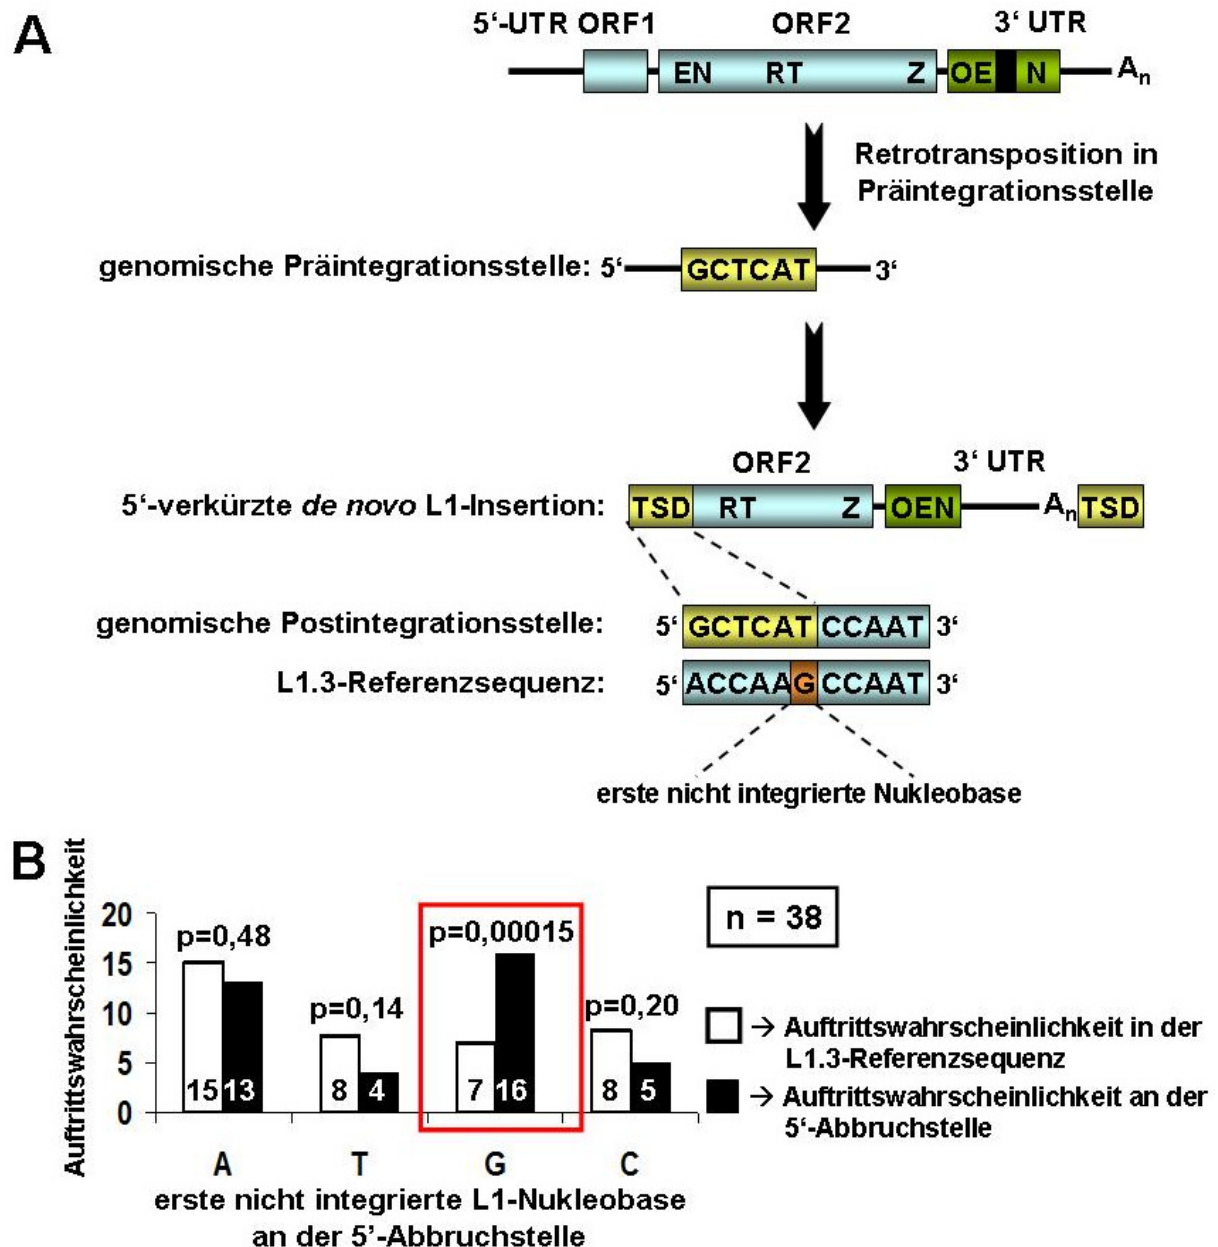 A
5‘-UTR ORF1 ORF2 3‘ UTR
EN RT Z OE N An
Retrotransposition in
Präintegrationsstelle
genomische Präintegrationsstelle: 5‘ GCTCAT 3‘
ORF2 3‘ UTR
5‘-verkürzte de novo L1-Insertion: TSD RT Z OEN An TSD
genomische Postintegrationsstelle: 5‘ GCTCAT CCAAT 3‘
L1.3-Referenzsequenz: 5‘ ACCAA G CCAAT 3‘
erste nicht integrierte Nukleobase
B
Auftrittswahrscheinlichkeit
20
15
10
5
0
p=0,48
p=0,14
p=0,00015
p=0,20
15 13 8 4 7 16 8 5
A T G C
erste nicht integrierte L1-Nukleobase
an der 5’-Abbruchstelle
n = 38
→ Auftrittswahrscheinlichkeit in der
L1.3-Referenzsequenz
→ Auftrittswahrscheinlichkeit an der
5‘-Abbruchstelle